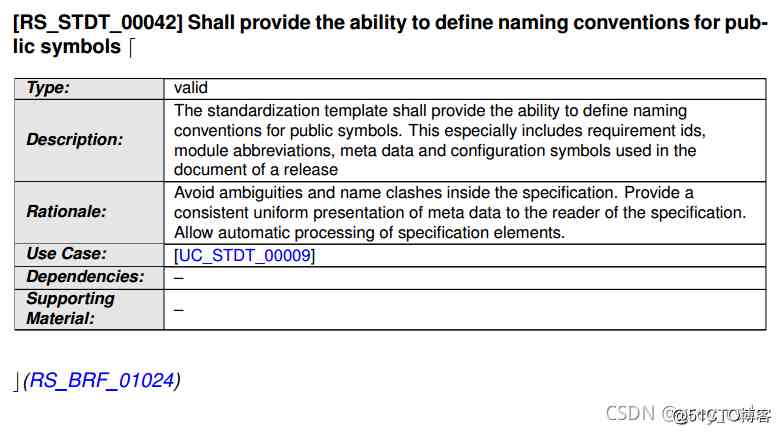 [RS_STDT_00042] Shall provide the ability to define naming conventions for pub-
lic symbols ⌈
Type: valid
Description: The standardization template shall provide the ability to define naming
conventions for public symbols. This especially includes requirement ids,
module abbreviations, meta data and configuration symbols used in the
document of a release
Rationale: Avoid ambiguities and name clashes inside the specification. Provide a
consistent uniform presentation of meta data to the reader of the specification.
Allow automatic processing of specification elements.
Use Case: [UC_STDT_00009]
Dependencies: –
Supporting
Material: –
⌋(RS_BRF_01024)
CSDN
@51CTO博客